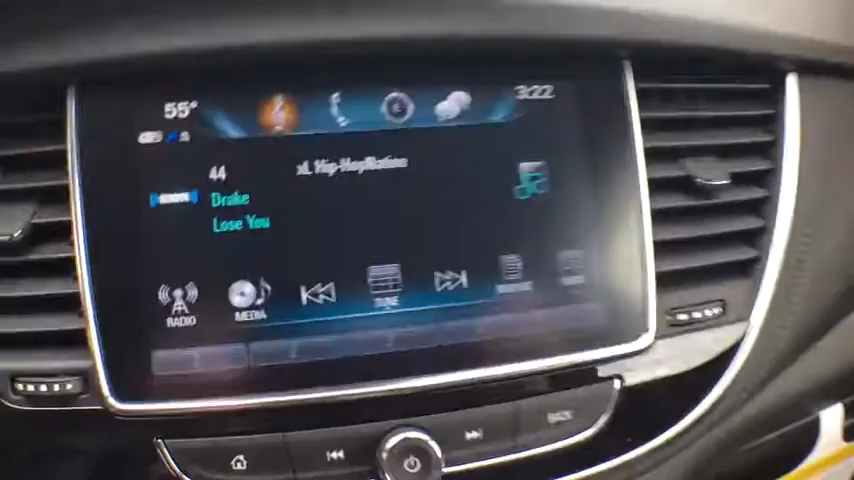 55°
3:22
44
xL Hip-HopNation
Drake
Lose You
RADIO
MEDIA
TUNE
BACK